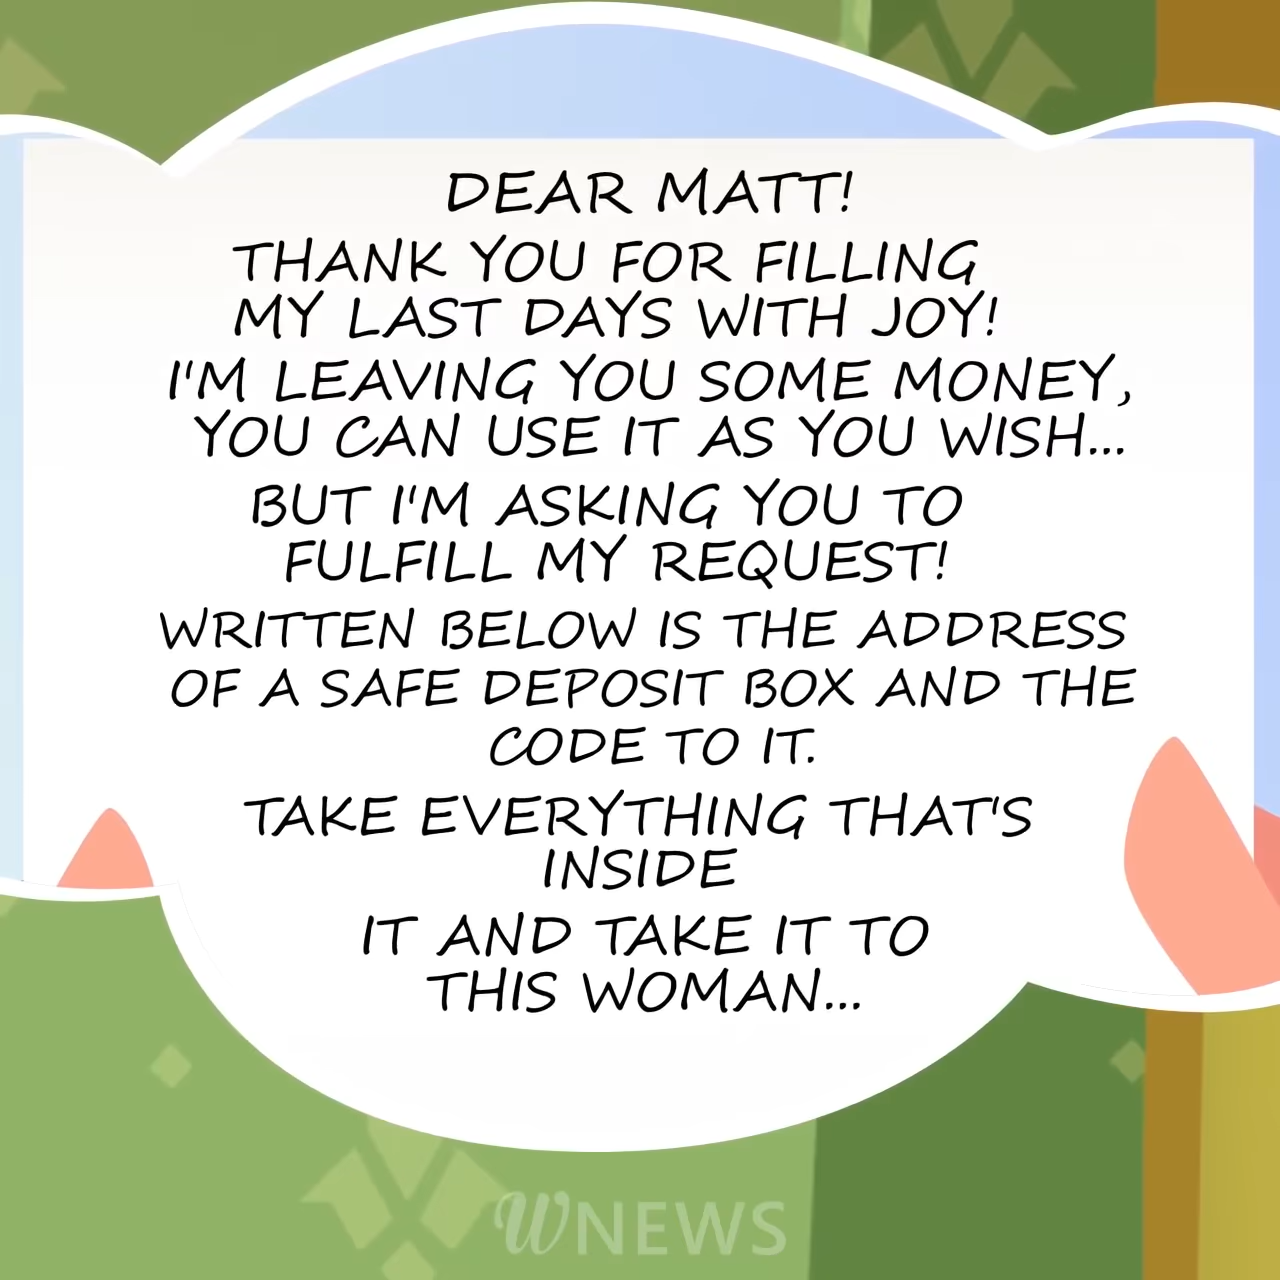 DEAR MATT!
THANK YOU FOR FILLING
MY LAST DAYS WITH JOY!
I'M LEAVING YOU SOME MONEY,
YOU CAN USE IT AS YOU WISH...
BUT I'M ASKING YOU TO
FULFILL MY REQUEST!
WRITTEN BELOW IS THE ADDRESS
OF A SAFE DEPOSIT BOX AND THE
CODE TO IT.
TAKE EVERYTHING THAT'S
INSIDE
IT AND TAKE IT TO
THIS WOMAN...
WNEWS